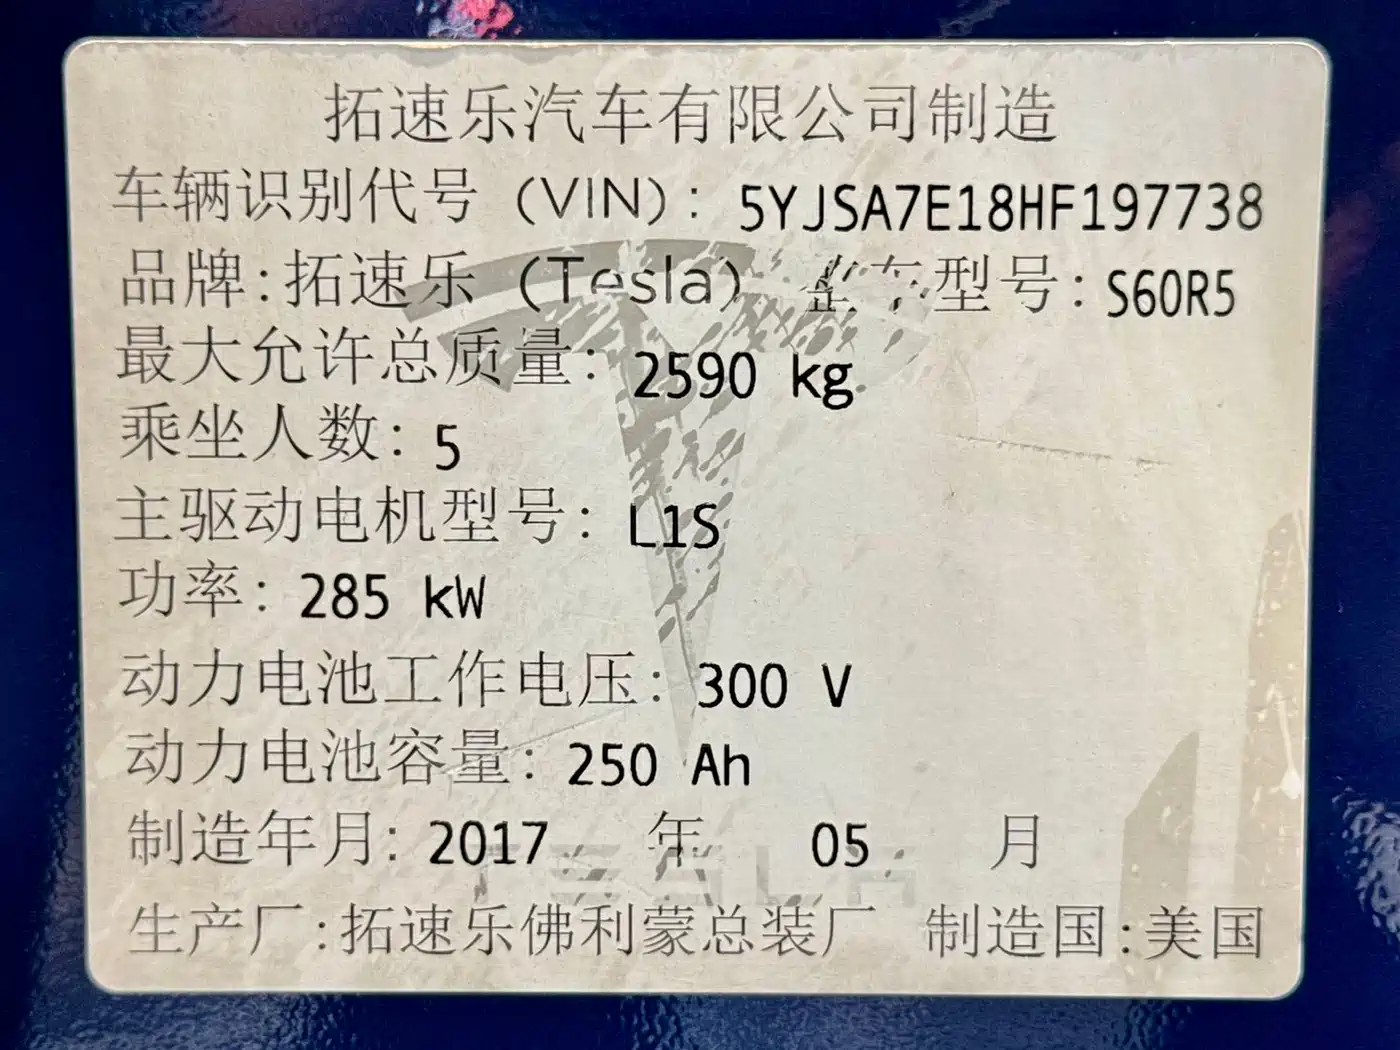 拓速乐汽车有限公司制造
车辆识别代号 (VIN): 5YJSA7E18HF197738
品牌:拓速乐 (Tesla) 整车型号: S60R5
最大允许总质量: 2590 kg
乘坐人数: 5
主驱动电机型号: L1S
功率: 285 kW
动力电池工作电压: 300 V
动力电池容量: 250 Ah
制造年月: 2017 年 05 月
TESLA
生产厂:拓速乐佛利蒙总装厂 制造国:美国